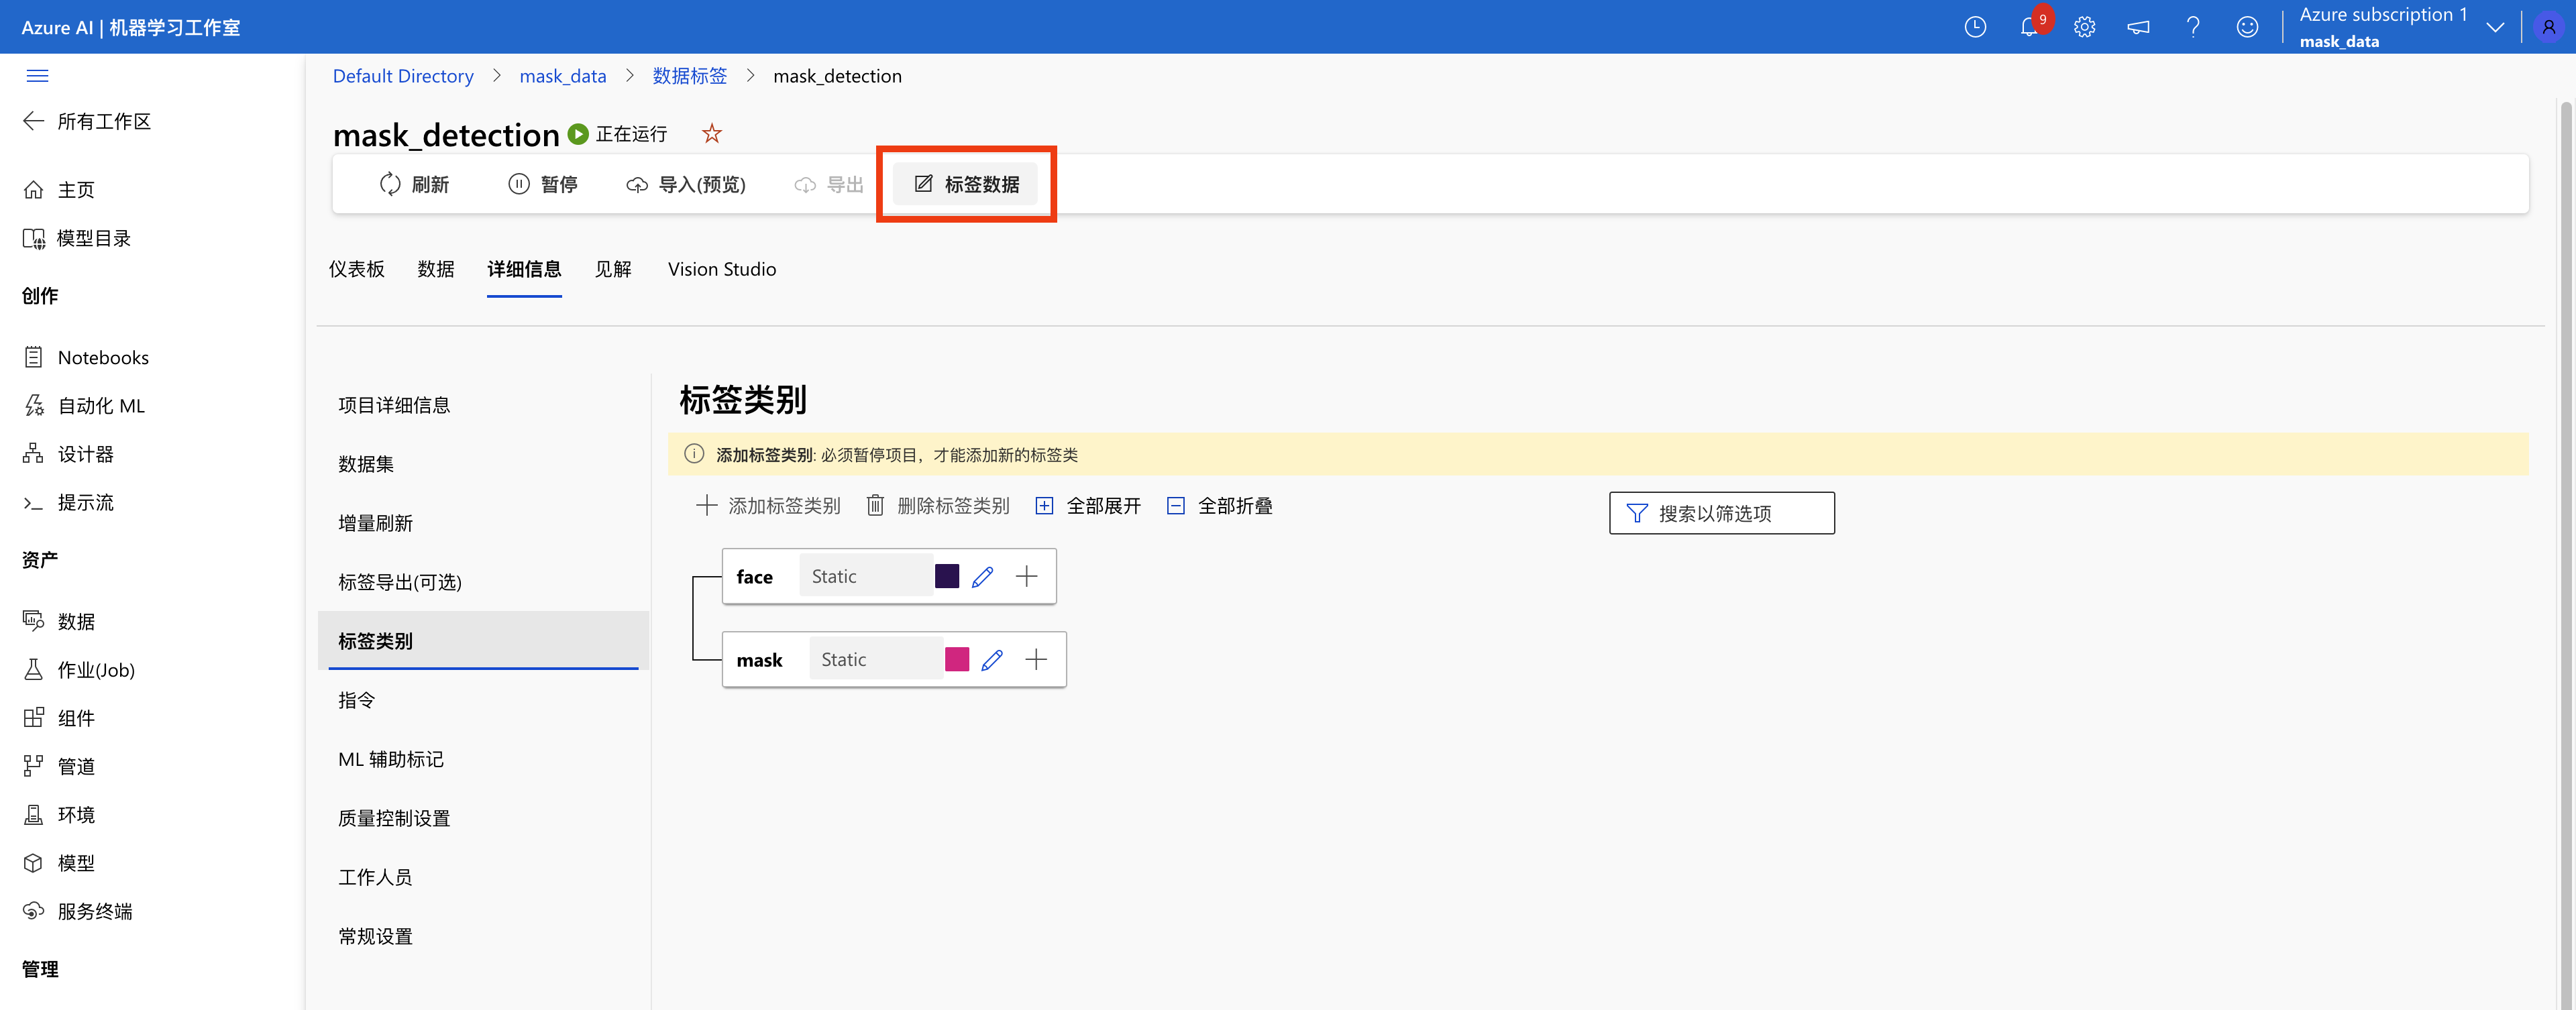 Azure AI | 机器学习工作室
9
Azure subscription 1
mask_data
Default Directory > mask_data > 数据标签 > mask_detection
所有工作区
主页
模型目录
创作
Notebooks
自动化 ML
设计器
提示流
资产
数据
作业(Job)
组件
管道
环境
模型
服务终端
管理
mask_detection 正在运行
刷新 暂停 导入(预览) 导出 标签数据
仪表板 数据 详细信息 见解 Vision Studio
项目详细信息
数据集
增量刷新
标签导出(可选)
标签类别
指令
ML 辅助标记
质量控制设置
工作人员
常规设置
标签类别
添加标签类别: 必须暂停项目，才能添加新的标签类
添加标签类别 删除标签类别 全部展开 全部折叠
搜索以筛选项
face Static
mask Static